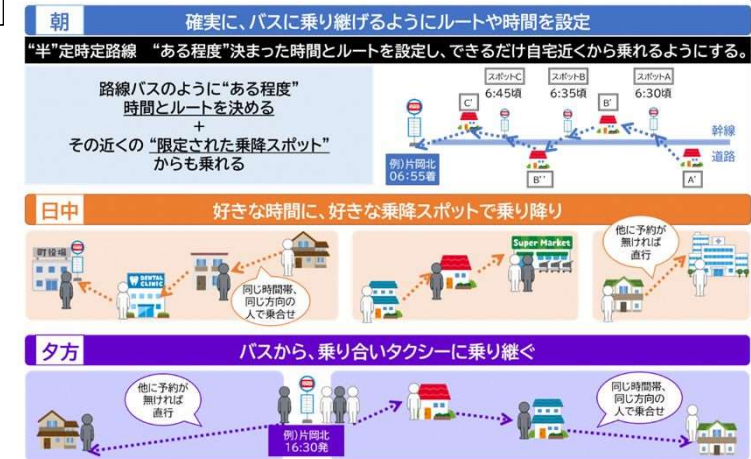 朝
確実に、バスに乗り継げるようにルートや時間を設定
“半”定時定路線 “ある程度”決まった時間とルートを設定し、できるだけ自宅近くから乗れるようにする。
路線バスのように“ある程度”
時間とルートを決める
+
その近くの “限定された乗降スポット”
からも乗れる
スポットC
6:45頃
スポットB
6:35頃
スポットA
6:30頃
C'
B'
幹線
道路
例)片岡北
06:55着
B''
A'
日中
好きな時間に、好きな乗降スポットで乗り降り
町役場
DENTAL
CLINIC
同じ時間帯、
同じ方向の
人で乗合せ
Super Market
他に予約が
無ければ
直行
夕方
バスから、乗り合いタクシーに乗り継ぐ
他に予約が
無ければ
直行
例)片岡北
16:30発
同じ時間帯、
同じ方向の
人で乗合せ